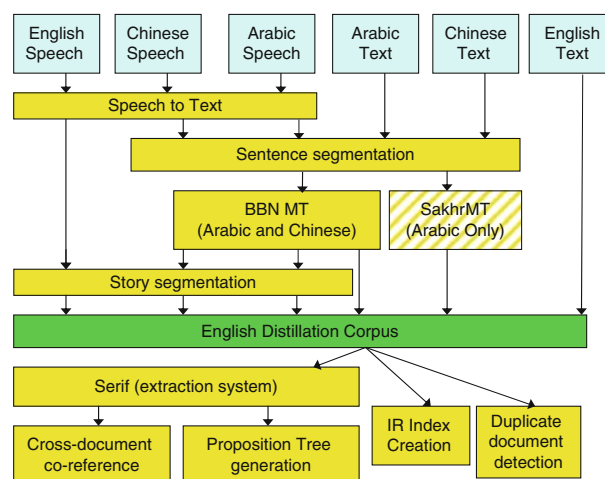 English
Speech
Chinese
Speech
Arabic
Speech
Arabic
Text
Chinese
Text
English
Text
Speech to Text
Sentence segmentation
BBN MT
(Arabic and Chinese)
SakhrMT
(Arabic Only)
Story segmentation
English Distillation Corpus
Serif (extraction system)
IR Index
Creation
Duplicate
document
detection
Cross-document
co-reference
Proposition Tree
generation